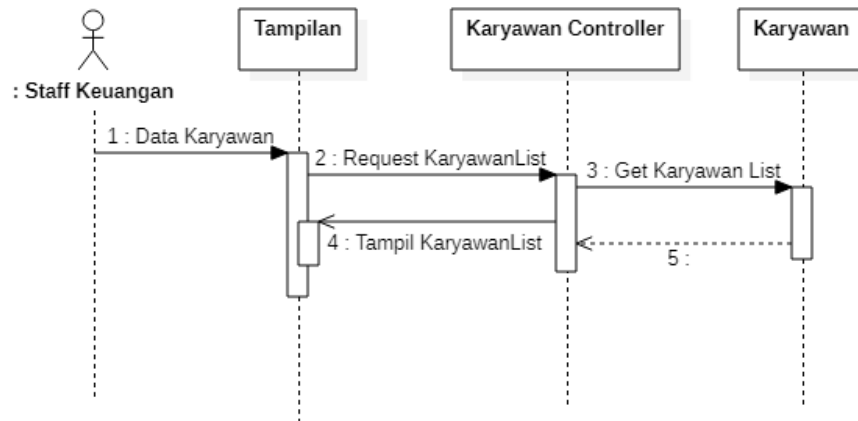 Tampilan
Karyawan Controller
Karyawan
: Staff Keuangan
1 : Data Karyawan
2 : Request KaryawanList
3 : Get Karyawan List
4 : Tampil KaryawanList
5 :